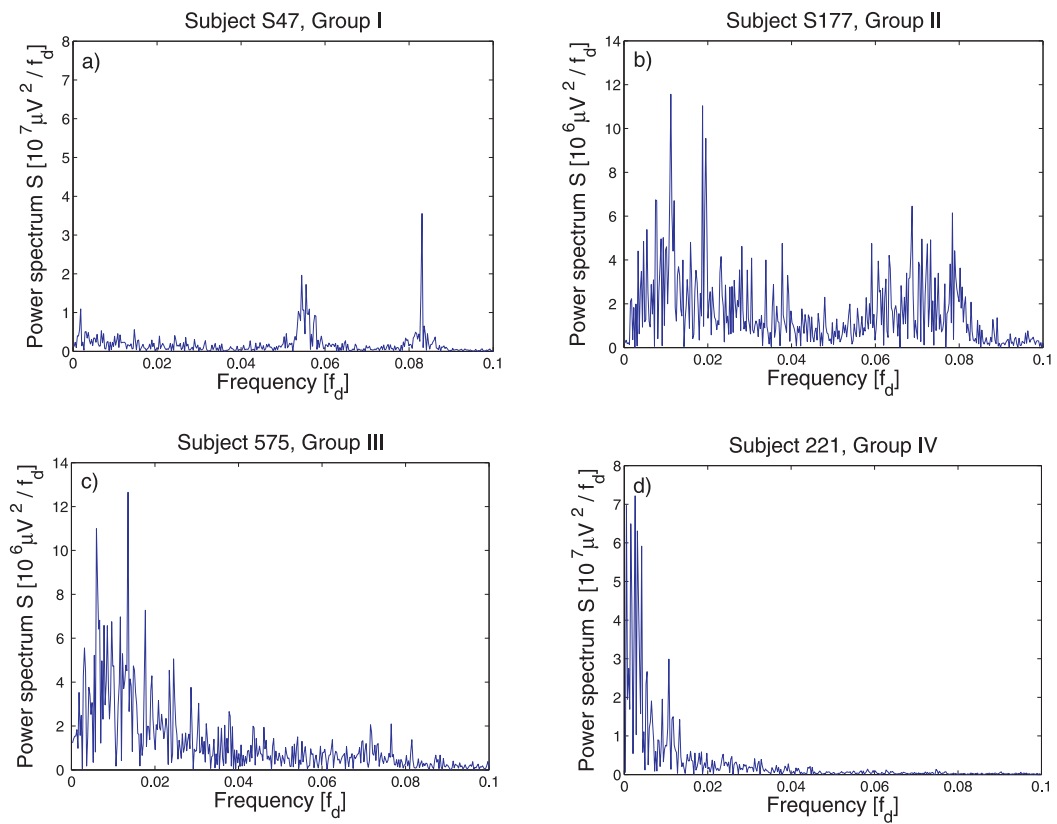 Subject S47, Group I
a)
Power spectrum S [10 7 μV 2 / f_d]
8
7
6
5
4
3
2
1
0
0 0.02 0.04 0.06 0.08 0.1
Frequency [f_d]
Subject S177, Group II
b)
Power spectrum S [10 6 μV 2 / f_d]
14
12
10
8
6
4
2
0
0 0.02 0.04 0.06 0.08 0.1
Frequency [f_d]
Subject 575, Group III
c)
Power spectrum S [10 6 μV 2 / f_d]
14
12
10
8
6
4
2
0
0 0.02 0.04 0.06 0.08 0.1
Frequency [f_d]
Subject 221, Group IV
d)
Power spectrum S [10 7 μV 2 / f_d]
8
7
6
5
4
3
2
1
0
0 0.02 0.04 0.06 0.08 0.1
Frequency [f_d]